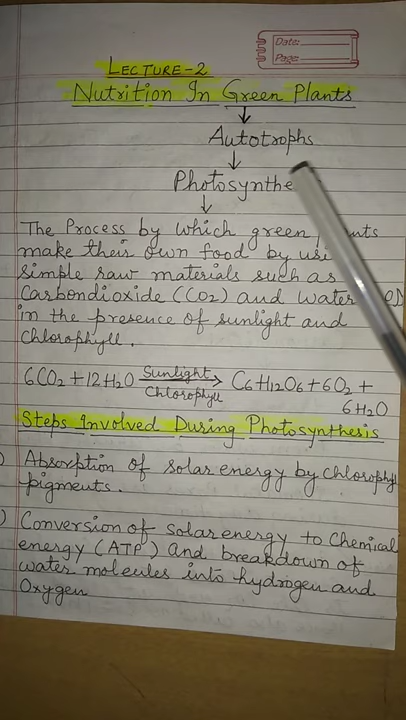 Date:
Page:
LECTURE-2
Nutrition In Green Plants
Autotrophs
Photosynthe
The Process by which green
make their own food by usi
simple raw materials such as
Carbondioxide (CO2) and water
in the presence of sunlight and
Chlorophyll.
6CO2 + 12H2O Sunlight Chlorophyll C6H12O6 + 6O2 +
6H2O
Steps Involved During Photosynthesis
) Absorption of solar energy by chlorophyl
pigments.
) Conversion of solar energy to Chemical
energy (ATP) and breakdown of
water molecules into hydrogen and
Oxygen